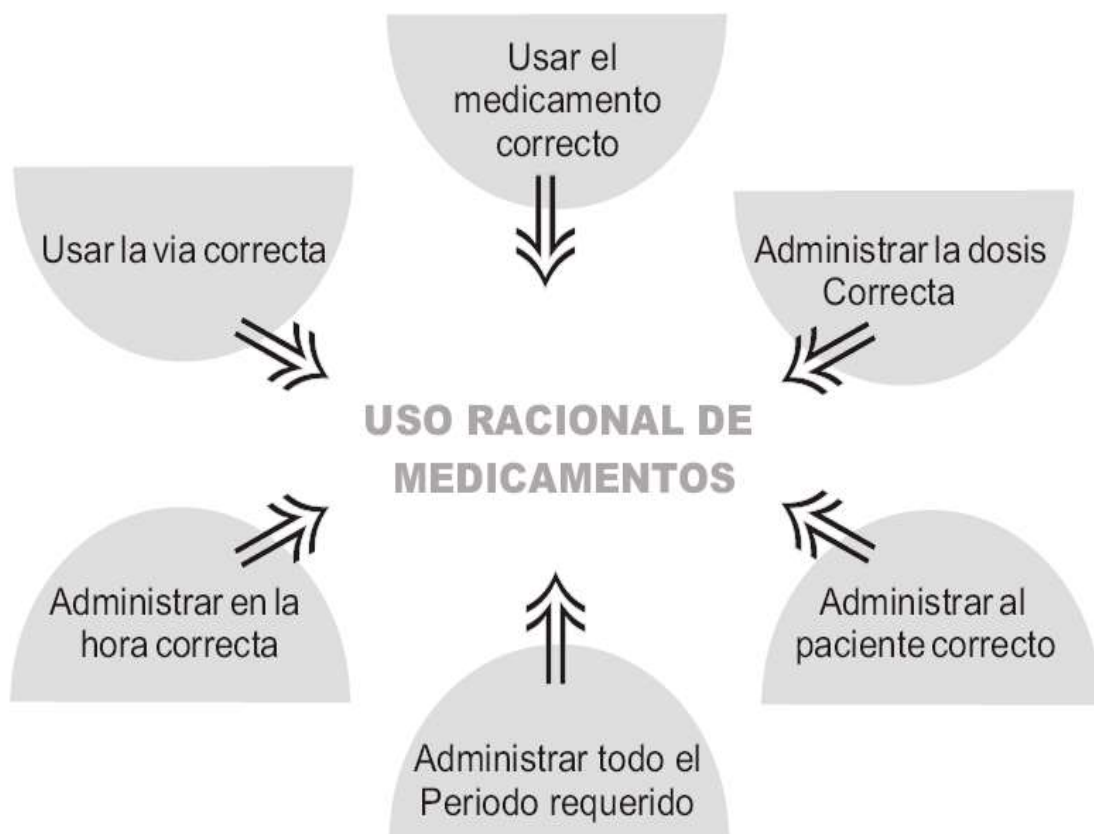 Usar el
medicamento
correcto
Usar la via correcta
Administrar la dosis
Correcta
USO RACIONAL DE
MEDICAMENTOS
Administrar en la
hora correcta
Administrar al
paciente correcto
Administrar todo el
Periodo requerido